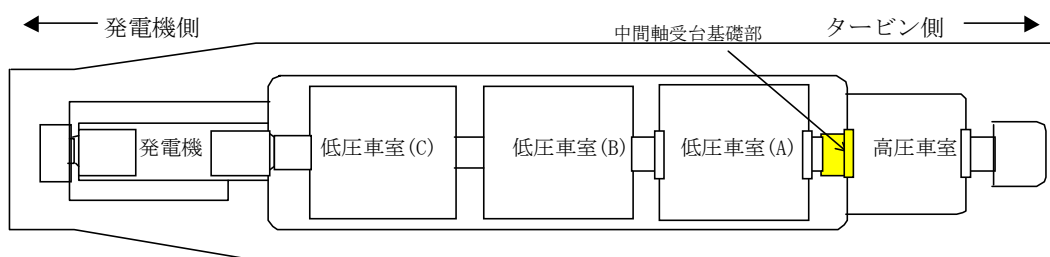 発電機側
タービン側
中間軸受台基礎部
発電機
低圧車室(C)
低圧車室(B)
低圧車室(A)
高圧車室